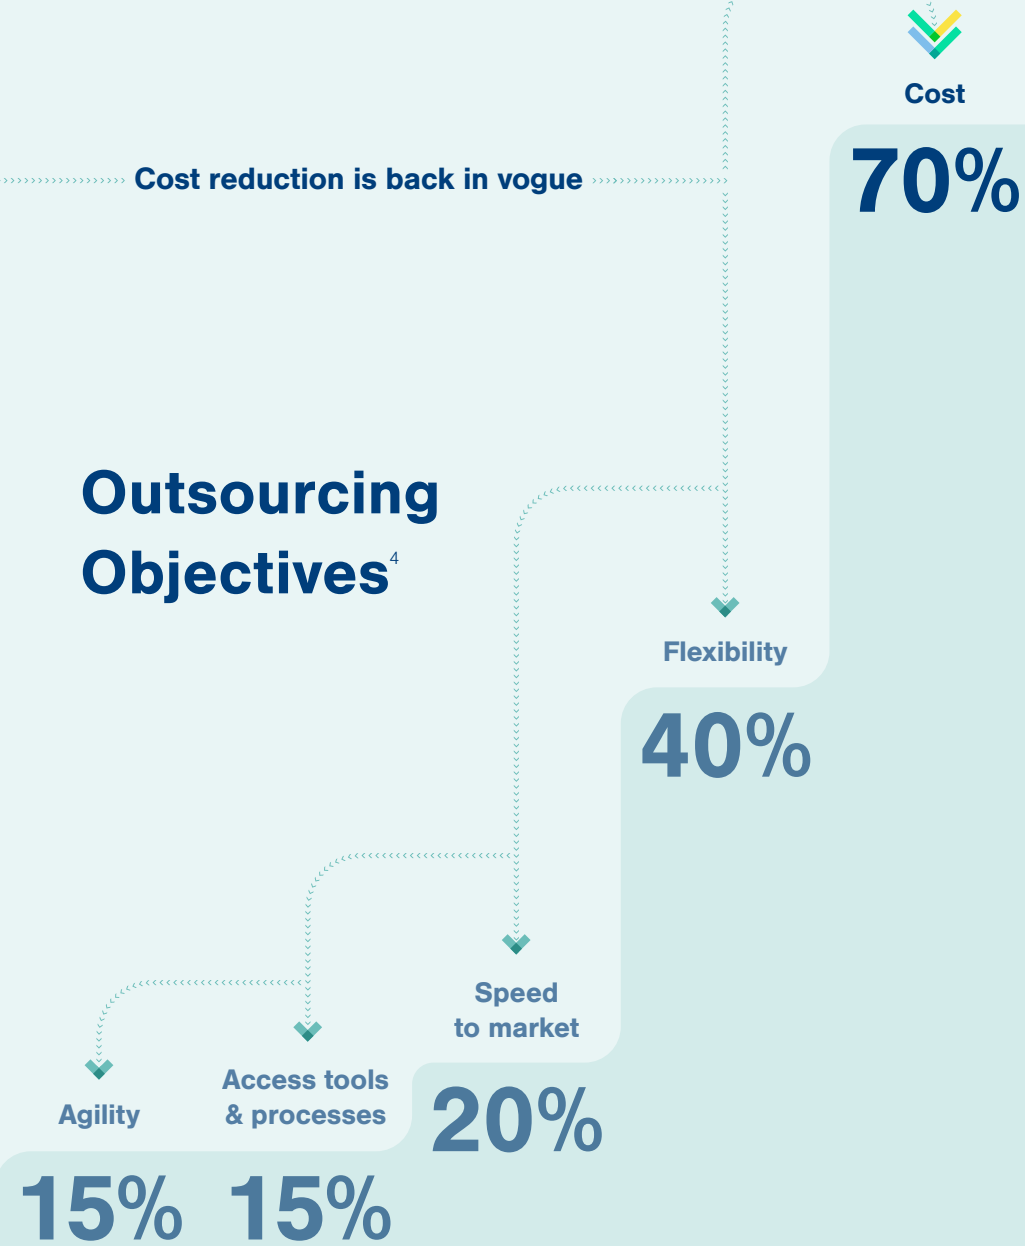 Cost
70%
Cost reduction is back in vogue
Outsourcing
Objectives4
Flexibility
40%
Speed
to market
20%
Access tools
& processes
15%
Agility
15%